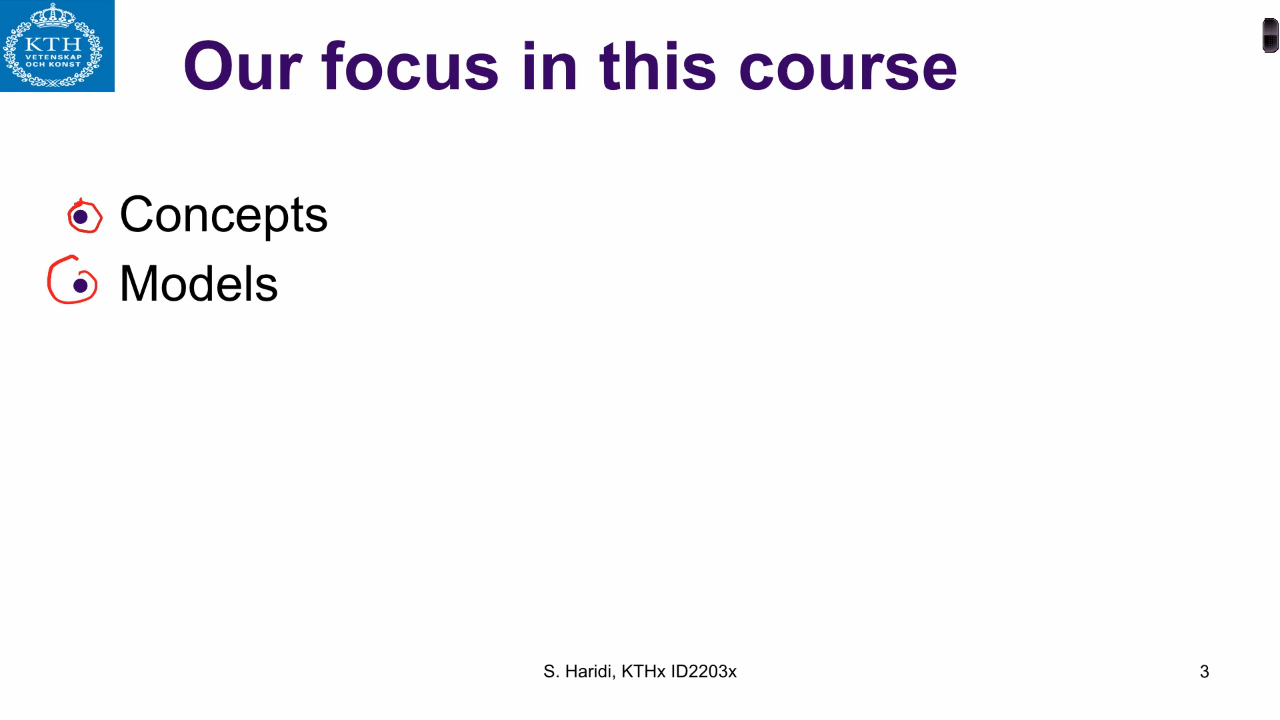 KTH
VETENSKAP
OCH KONST
Our focus in this course
Concepts
Models
S. Haridi, KTHx ID2203x
3